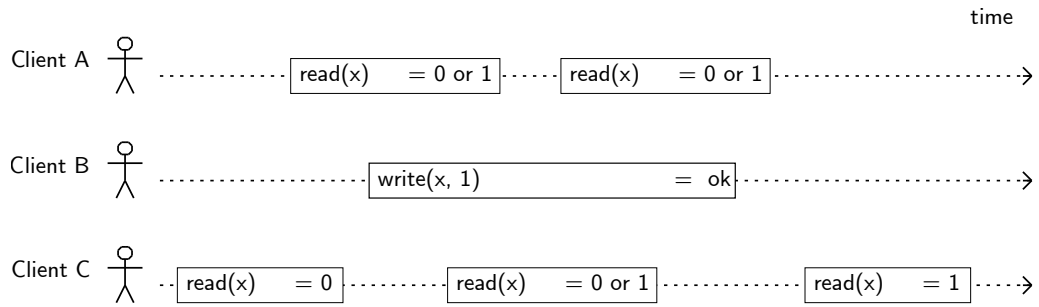 time
Client A read(x) = 0 or 1 read(x) = 0 or 1
Client B write(x, 1) = ok
Client C read(x) = 0 read(x) = 0 or 1 read(x) = 1